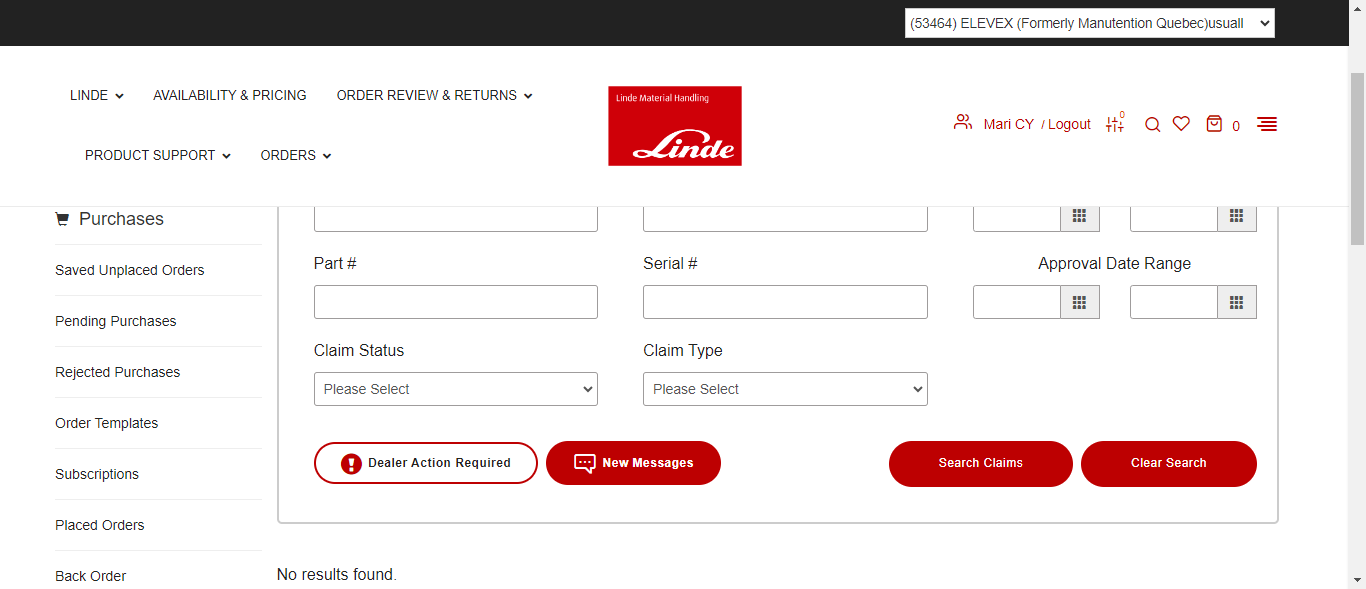 (53464) ELEVEX (Formerly Manutention Quebec)usuall
LINDE
AVAILABILITY & PRICING
ORDER REVIEW & RETURNS
PRODUCT SUPPORT
ORDERS
Linde Material Handling
Linde
Mari CY / Logout
0
0
Purchases
Saved Unplaced Orders
Pending Purchases
Rejected Purchases
Order Templates
Subscriptions
Placed Orders
Back Order
Part #
Serial #
Approval Date Range
Claim Status
Claim Type
Please Select
Please Select
Dealer Action Required
New Messages
Search Claims
Clear Search
No results found.